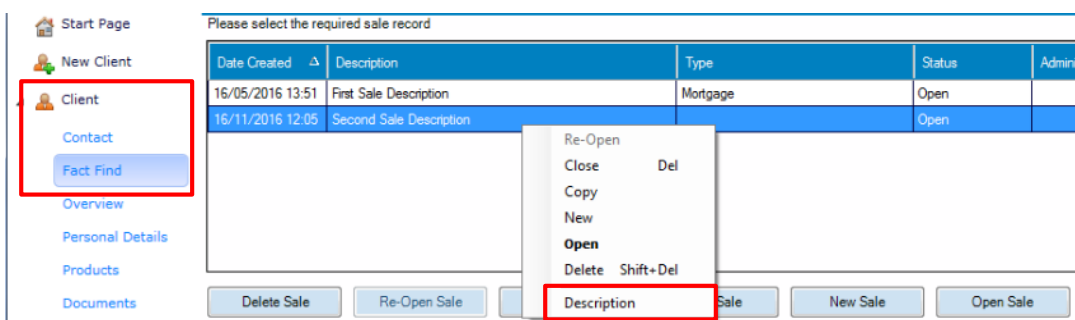 Start Page
New Client
Client
Contact
Fact Find
Overview
Personal Details
Products
Documents
Please select the required sale record
Date Created Description Type Status
16/05/2016 13:51 First Sale Description Mortgage Open
16/11/2016 12:05 Second Sale Description Open
Re-Open
Close Del
Copy
New
Open
Delete Shift+Del
Description
Delete Sale Re-Open Sale Sale New Sale Open Sale